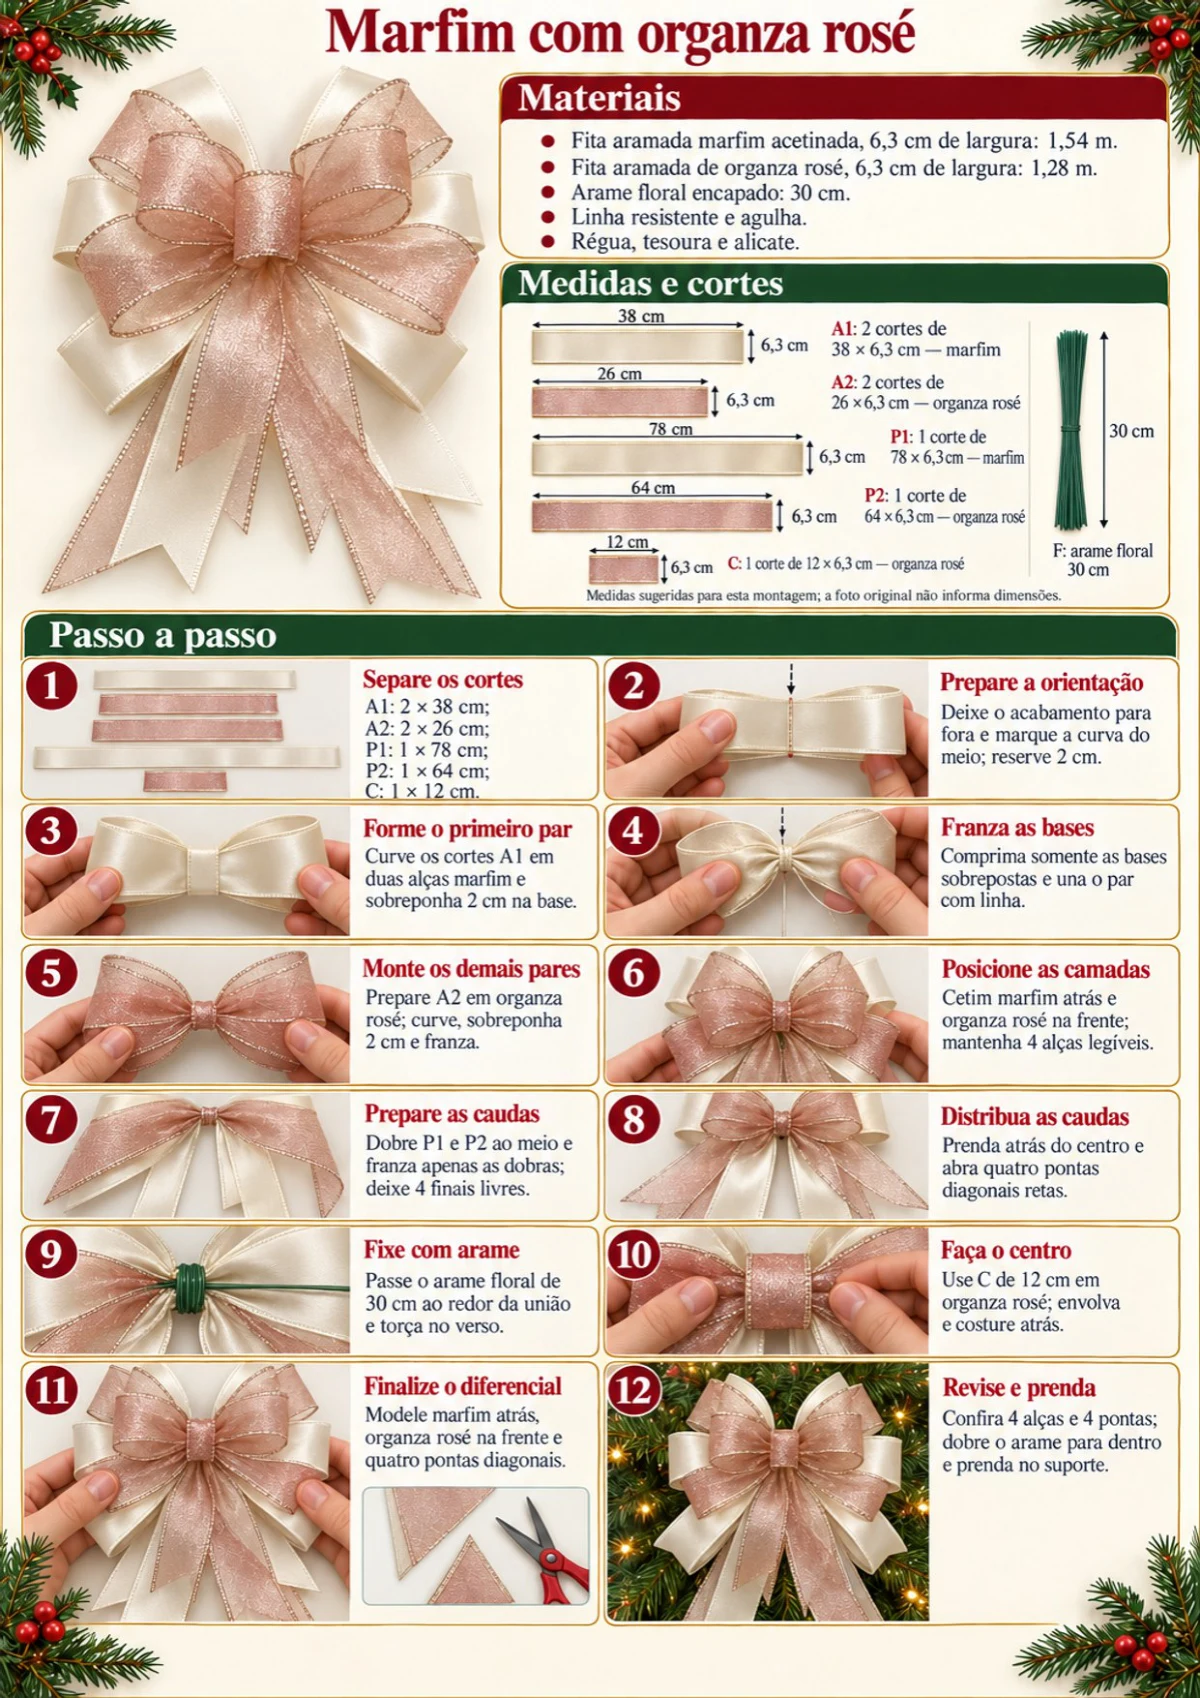 Marfim com organza rosé
Materiais
● Fita aramada marfim acetinada, 6,3 cm de largura: 1,54 m.
● Fita aramada de organza rosé, 6,3 cm de largura: 1,28 m.
● Arame floral encapado: 30 cm.
● Linha resistente e agulha.
● Régua, tesoura e alicate.
Medidas e cortes
38 cm
6,3 cm
A1: 2 cortes de
38 × 6,3 cm — marfim
26 cm
6,3 cm
A2: 2 cortes de
26 × 6,3 cm — organza rosé
78 cm
6,3 cm
P1: 1 corte de
78 × 6,3 cm — marfim
64 cm
6,3 cm
P2: 1 corte de
64 × 6,3 cm — organza rosé
12 cm
6,3 cm
C: 1 corte de 12 × 6,3 cm — organza rosé
30 cm
F: arame floral
30 cm
Medidas sugeridas para esta montagem; a foto original não informa dimensões.
Passo a passo
1
Separe os cortes
A1: 2 × 38 cm;
A2: 2 × 26 cm;
P1: 1 × 78 cm;
P2: 1 × 64 cm;
C: 1 × 12 cm.
2
Prepare a orientação
Deixe o acabamento para
fora e marque a curva do
meio; reserve 2 cm.
3
Forme o primeiro par
Curve os cortes A1 em
duas alças marfim e
sobreponha 2 cm na base.
4
Franza as bases
Comprima somente as bases
sobrepostas e una o par
com linha.
5
Monte os demais pares
Prepare A2 em organza
rosé; curve, sobreponha
2 cm e franza.
6
Posicione as camadas
Cetim marfim atrás e
organza rosé na frente;
mantenha 4 alças legíveis.
7
Prepare as caudas
Dobre P1 e P2 ao meio e
franza apenas as dobras;
deixe 4 finais livres.
8
Distribua as caudas
Prenda atrás do centro e
abra quatro pontas
diagonais retas.
9
Fixe com arame
Passe o arame floral de
30 cm ao redor da união
e torça no verso.
10
Faça o centro
Use C de 12 cm em
organza rosé; envolva
e costure atrás.
11
Finalize o diferencial
Modele marfim atrás,
organza rosé na frente e
quatro pontas diagonais.
12
Revise e prenda
Confira 4 alças e 4 pontas;
dobre o arame para dentro
e prenda no suporte.